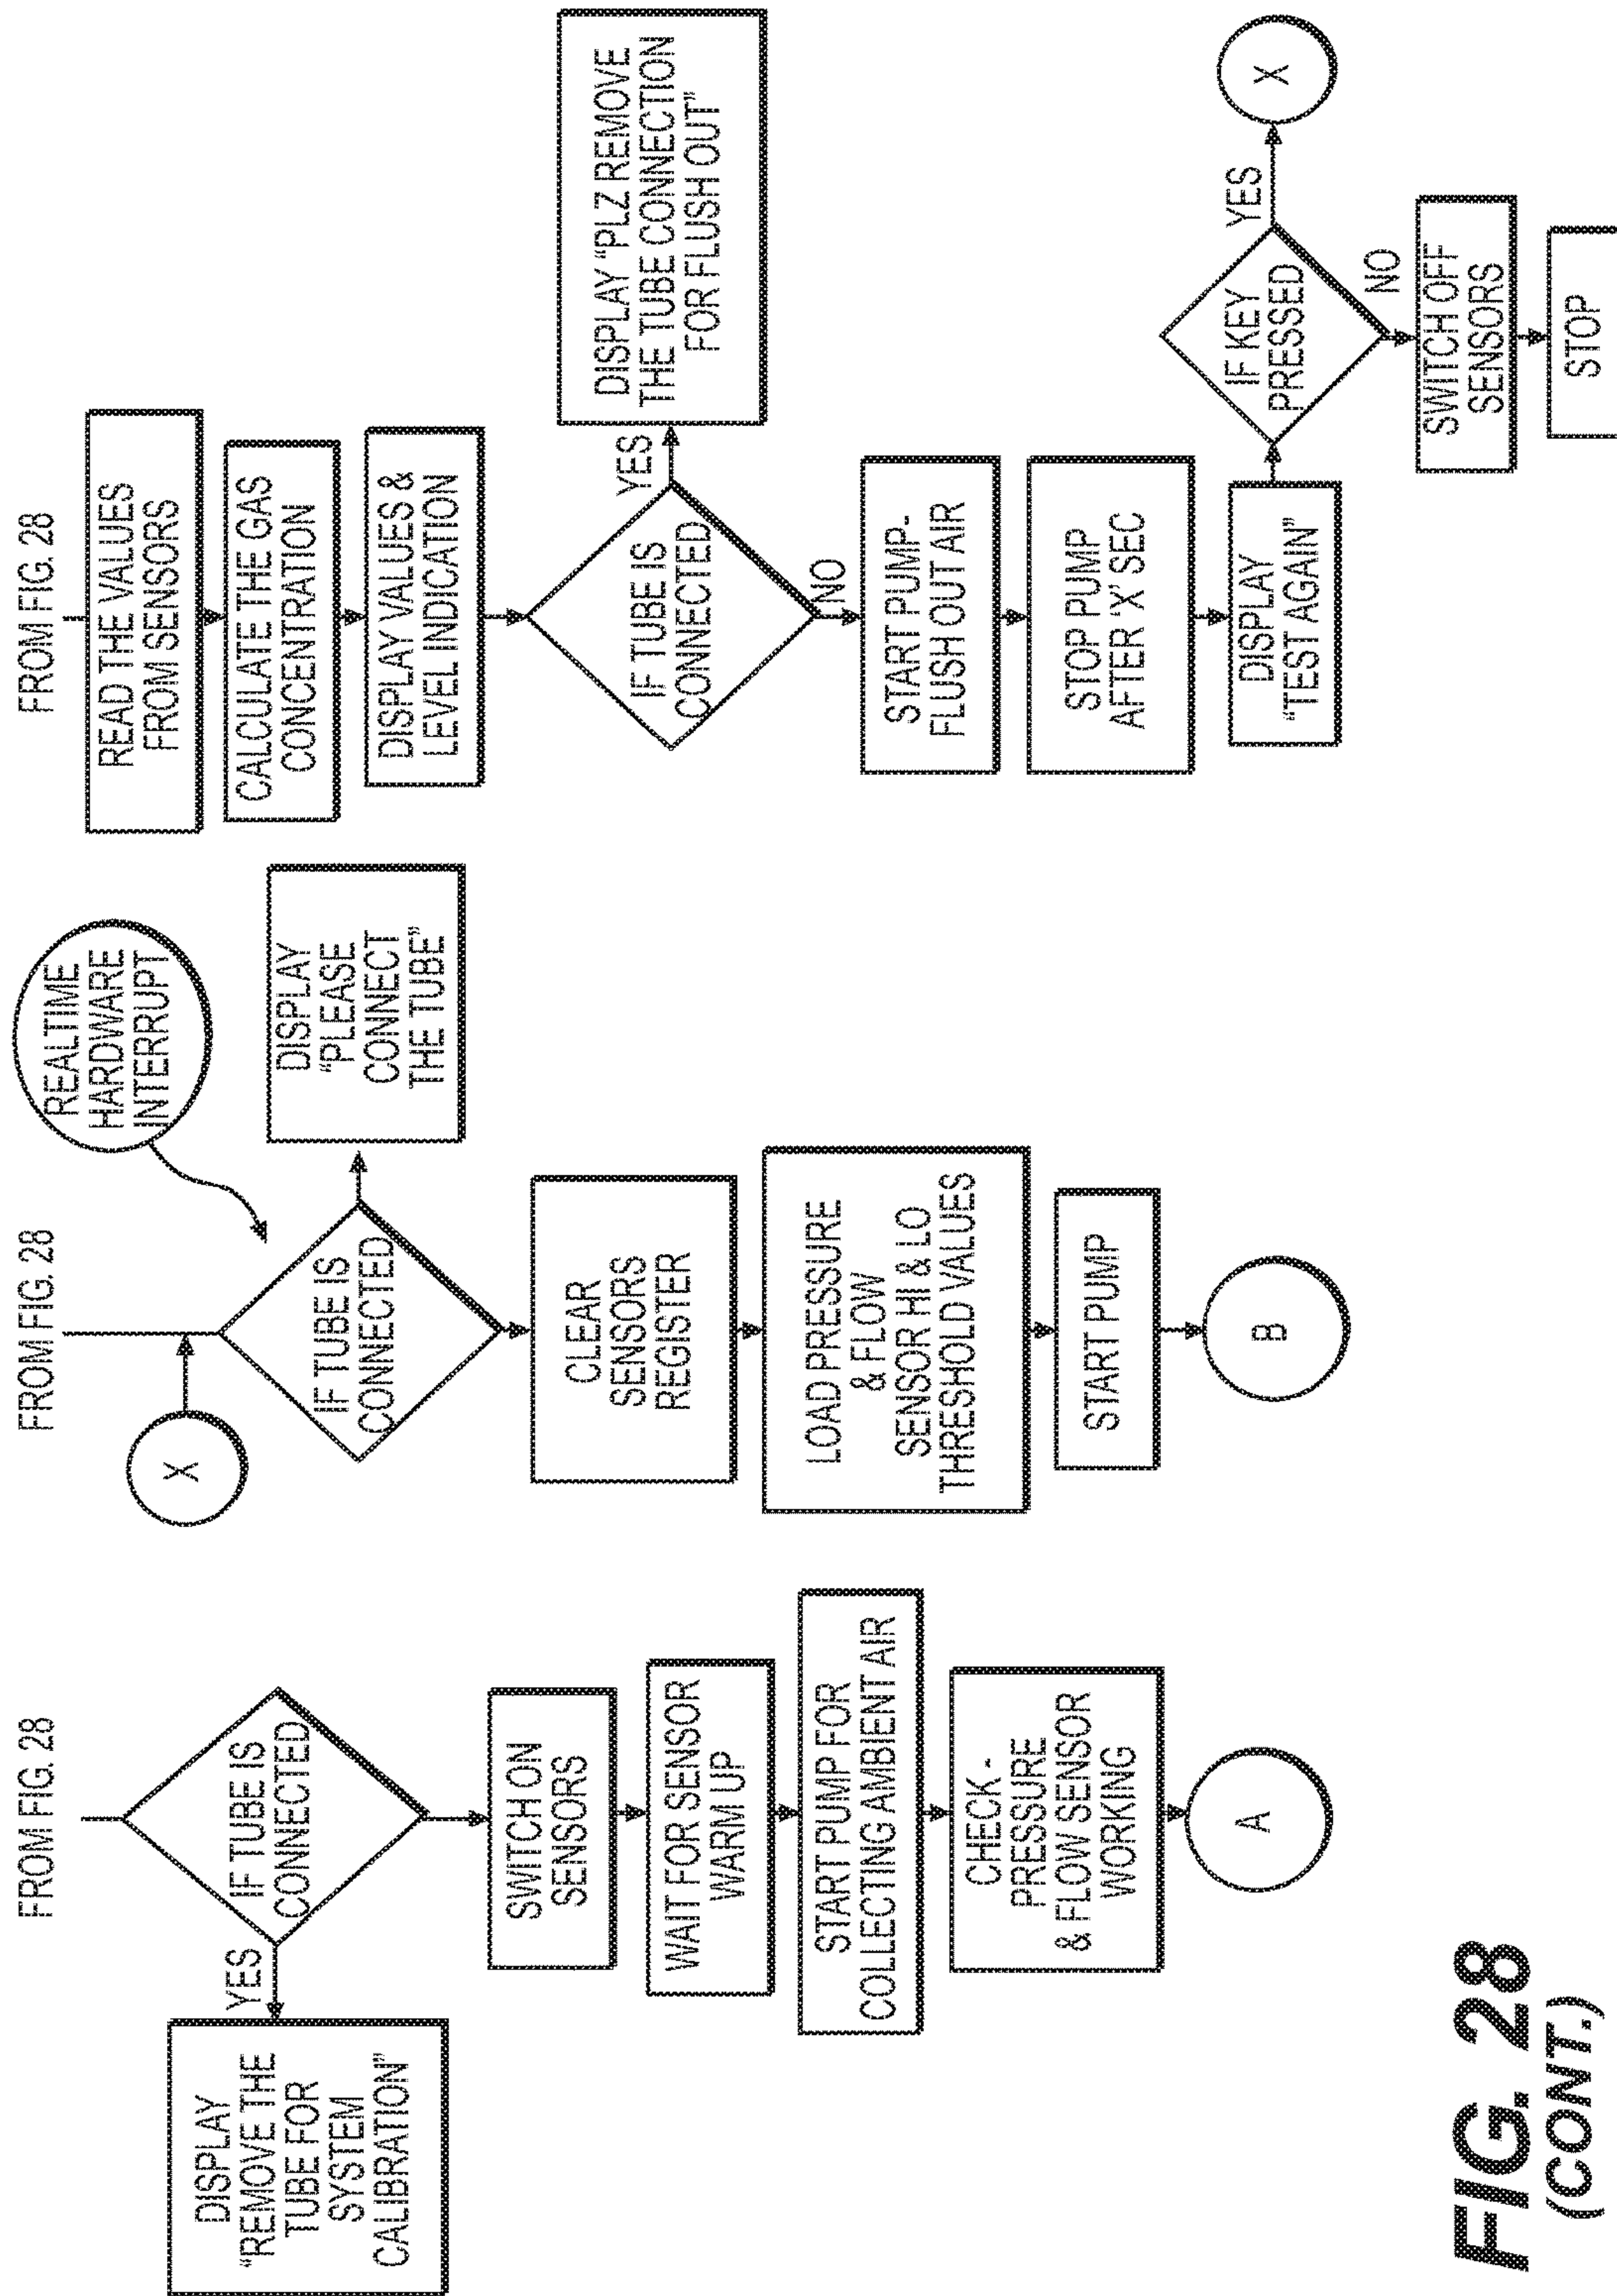 FROM FIG. 28
IF TUBE IS
CONNECTED
YES
DISPLAY
"REMOVE THE
TUBE FOR
SYSTEM
CALIBRATION"
SWITCH ON
SENSORS
WAIT FOR SENSOR
WARM UP
START PUMP FOR
COLLECTING AMBIENT AIR
CHECK -
PRESSURE
& FLOW SENSOR
WORKING
A
FROM FIG. 28
X
REALTIME
HARDWARE
INTERRUPT
IF TUBE IS
CONNECTED
DISPLAY
"PLEASE
CONNECT
THE TUBE"
CLEAR
SENSORS
REGISTER
LOAD PRESSURE
& FLOW
SENSOR HI & LO
THRESHOLD VALUES
START PUMP
B
FROM FIG. 28
READ THE VALUES
FROM SENSORS
CALCULATE THE GAS
CONCENTRATION
DISPLAY VALUES &
LEVEL INDICATION
IF TUBE IS
CONNECTED
YES
DISPLAY "PLZ REMOVE
THE TUBE CONNECTION
FOR FLUSH OUT"
NO
START PUMP-
FLUSH OUT AIR
STOP PUMP
AFTER 'X' SEC
DISPLAY
"TEST AGAIN"
IF KEY
PRESSED
YES
X
NO
SWITCH OFF
SENSORS
STOP
FIG. 28
(CONT.)